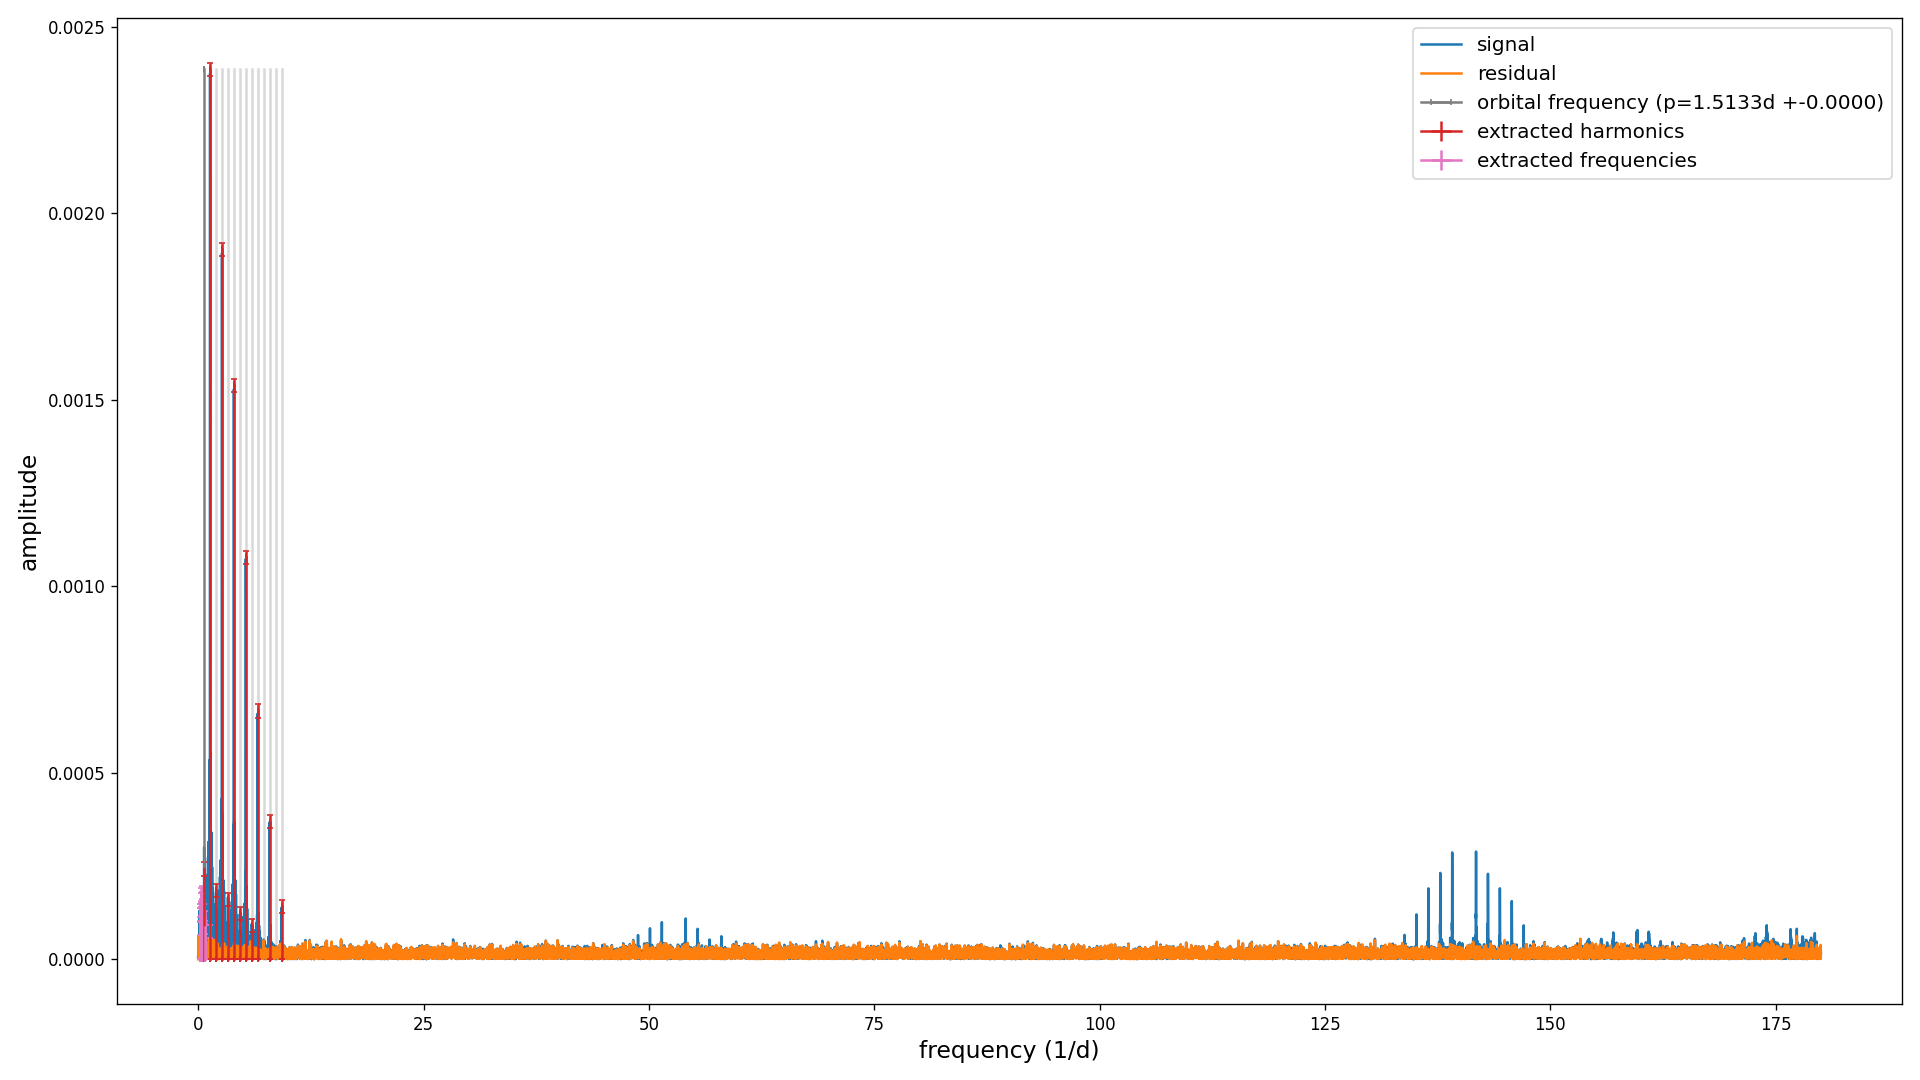 0.0025
0.0020
0.0015
0.0010
0.0005
0.0000
amplitude
0
25
50
75
100
125
150
175
frequency (1/d)
signal
residual
orbital frequency (p=1.5133d +-0.0000)
extracted harmonics
extracted frequencies